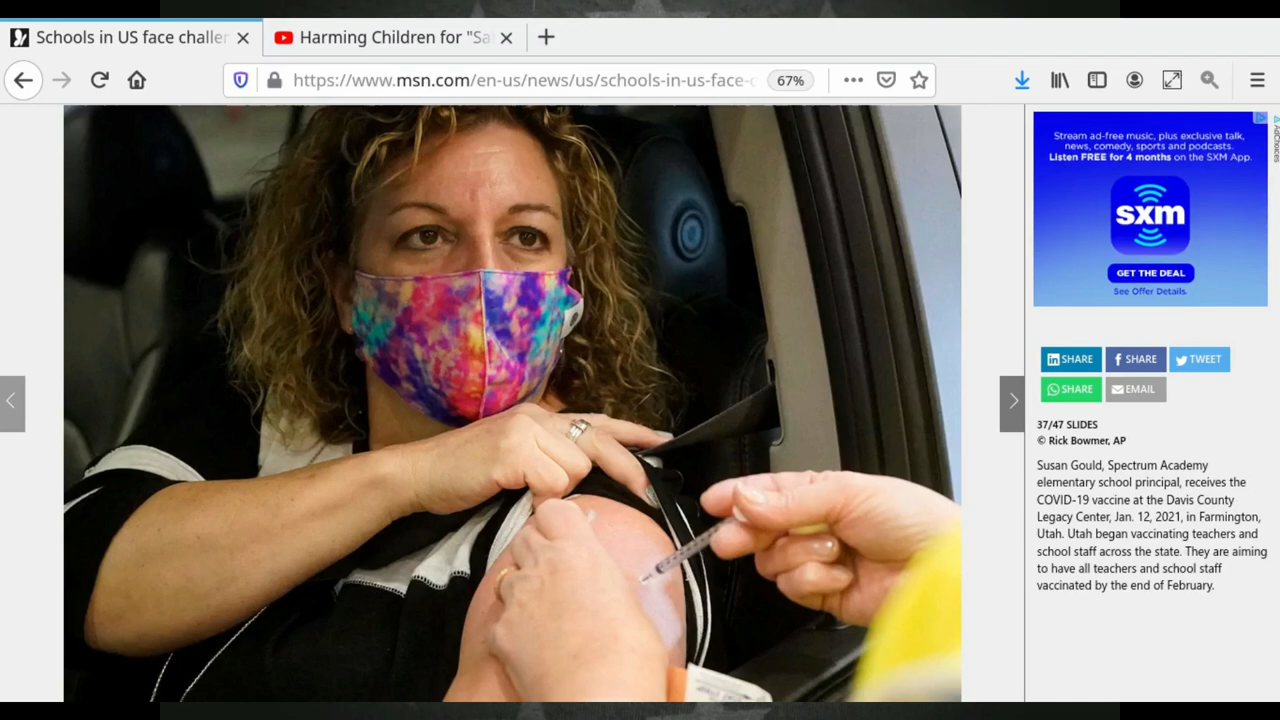 Schools in US face challer
Harming Children for "Sa
https://www.msn.com/en-us/news/us/schools-in-us-face-c
67%
AdChoices
Stream ad-free music, plus exclusive talk,
news, comedy, sports and podcasts.
Listen FREE for 4 months on the SXM App.
sxm
GET THE DEAL
See Offer Details.
in SHARE
f SHARE
TWEET
SHARE
EMAIL
37/47 SLIDES
© Rick Bowmer, AP
Susan Gould, Spectrum Academy
elementary school principal, receives the
COVID-19 vaccine at the Davis County
Legacy Center, Jan. 12, 2021, in Farmington,
Utah. Utah began vaccinating teachers and
school staff across the state. They are aiming
to have all teachers and school staff
vaccinated by the end of February.